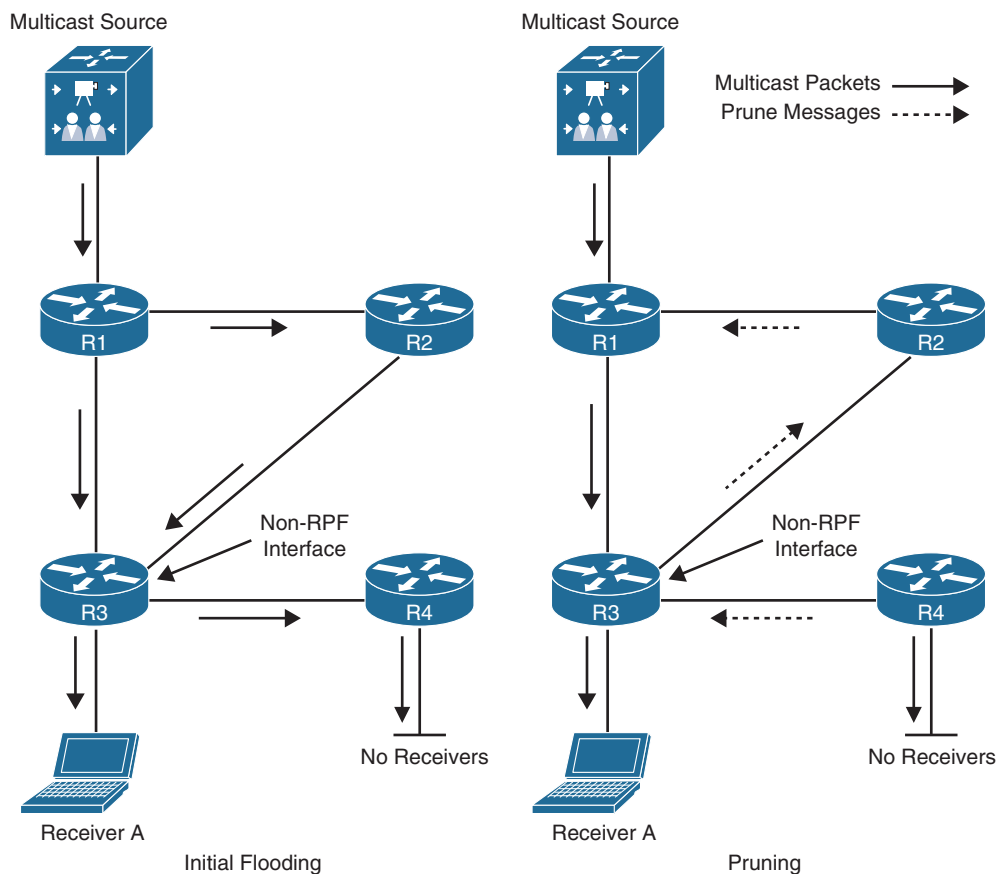 Multicast Source
R1
R2
Non-RPF
Interface
R3
R4
No Receivers
Receiver A
Initial Flooding
Multicast Source
Multicast Packets
Prune Messages
R1
R2
Non-RPF
Interface
R3
R4
No Receivers
Receiver A
Pruning